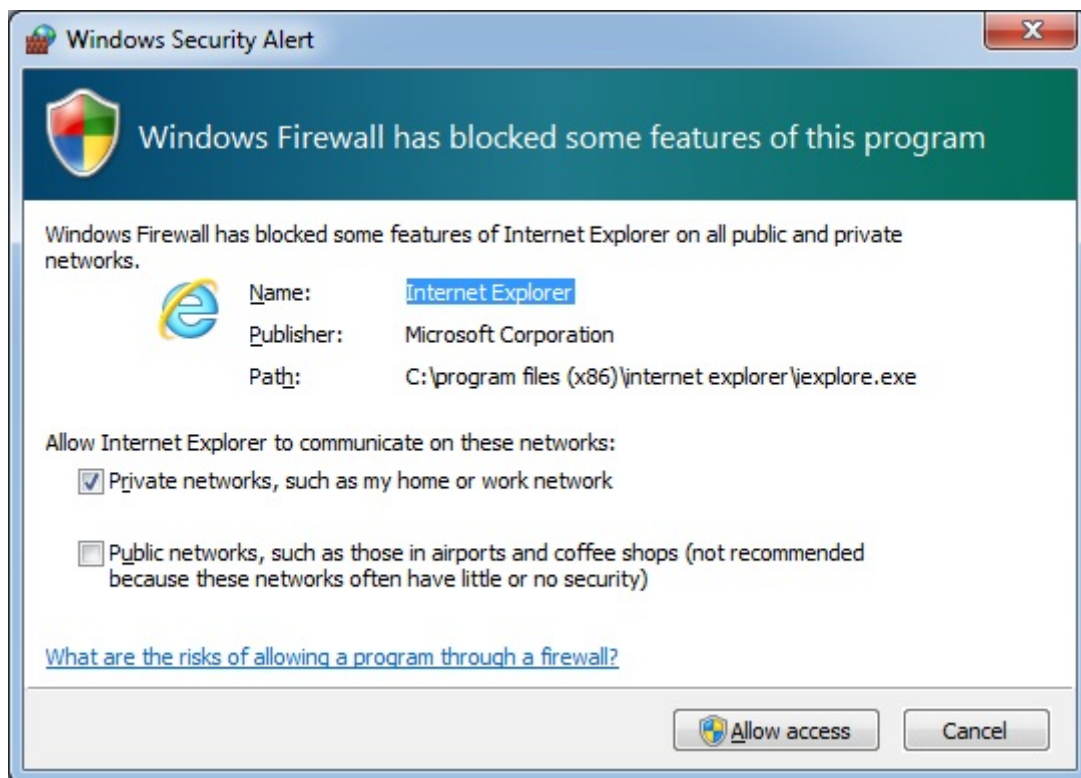 Windows Security Alert
Windows Firewall has blocked some features of this program
Windows Firewall has blocked some features of Internet Explorer on all public and private
networks.
Name: Internet Explorer
Publisher: Microsoft Corporation
Path: C:\program files (x86)\internet explorer\iexplore.exe
Allow Internet Explorer to communicate on these networks:
Private networks, such as my home or work network
Public networks, such as those in airports and coffee shops (not recommended
because these networks often have little or no security)
What are the risks of allowing a program through a firewall?
Allow access Cancel